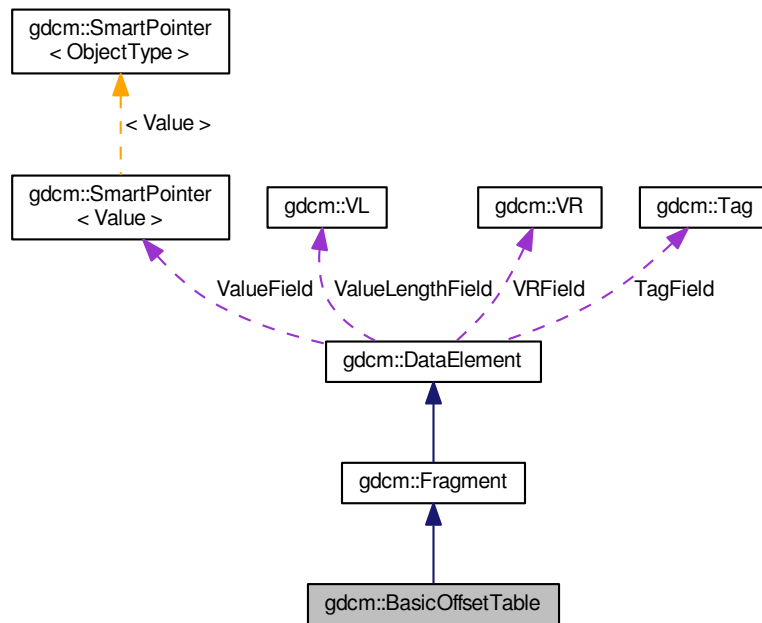 gdcm::SmartPointer
< ObjectType >
< Value >
gdcm::SmartPointer
< Value >
gdcm::VL
gdcm::VR
gdcm::Tag
ValueField
ValueLengthField
VRField
TagField
gdcm::DataElement
gdcm::Fragment
gdcm::BasicOffsetTable